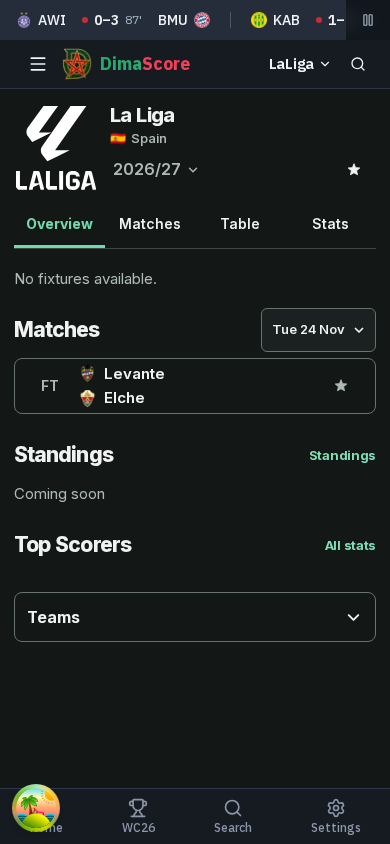 AWI 0–3 87' BMU KAB 1–
DimaScore LaLiga
La Liga
Spain
2026/27
LALIGA
Overview Matches Table Stats
No fixtures available.
Matches Tue 24 Nov
FT Levante
Elche
Standings Standings
Coming soon
Top Scorers All stats
Teams
WC26 Search Settings